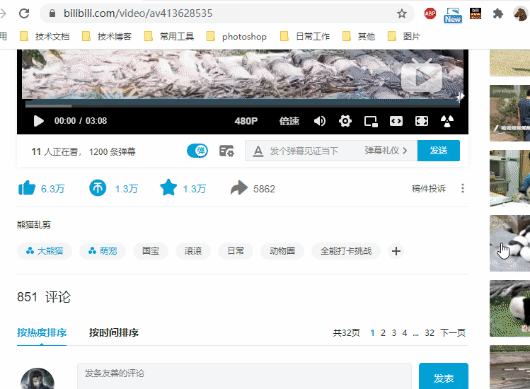 bilibili.com/video/av413628535
ABP
New
用 技术文档 技术博客 常用工具 photoshop 日常工作 其他 图片
00:00 / 03:08 480P 倍速
11 人正在看， 1200 条弹幕 弹 发个弹幕见证当下 弹幕礼仪 > 发送
6.3万 1.3万 1.3万 5862 稿件投诉
熊猫乱剪
大熊猫 萌宠 国宝 滚滚 日常 动物圈 全能打卡挑战 +
851 评论
按热度排序 按时间排序 共32页 1 2 3 4 ... 32 下一页
发条友善的评论 发表